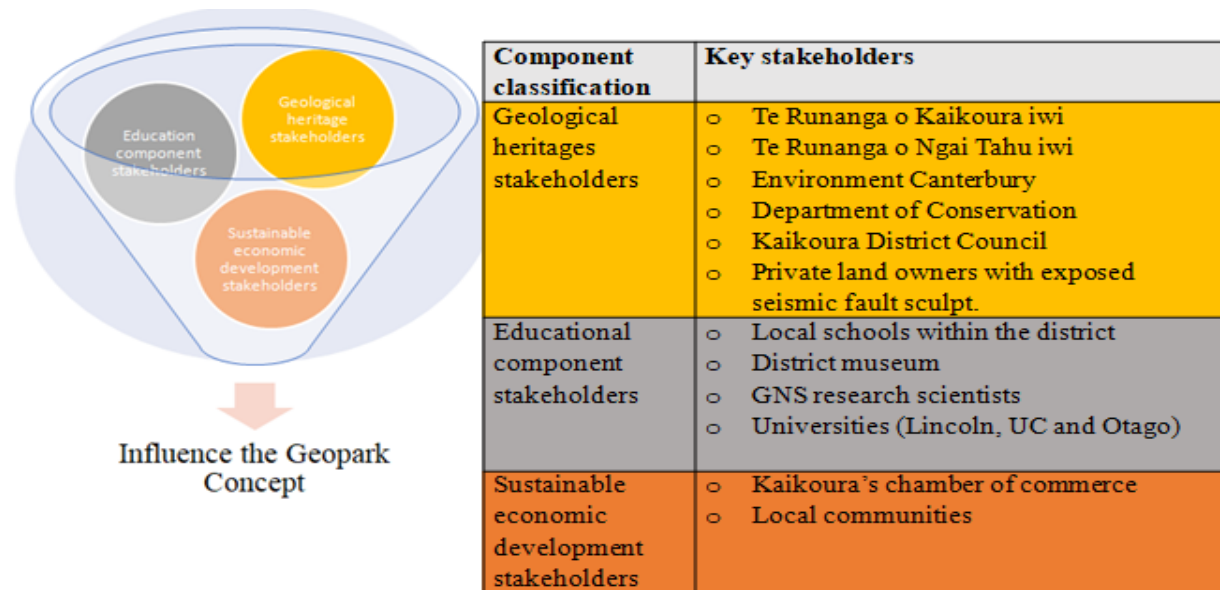 Education
component
stakeholders
Geological
heritage
stakeholders
Sustainable
economic
development
stakeholders
Influence the Geopark
Concept
Component
classification
Key stakeholders
Geological
heritages
stakeholders
o Te Runanga o Kaikoura iwi
o Te Runanga o Ngai Tahu iwi
o Environment Canterbury
o Department of Conservation
o Kaikoura District Council
o Private land owners with exposed
seismic fault sculpt.
Educational
component
stakeholders
o Local schools within the district
o District museum
o GNS research scientists
o Universities (Lincoln, UC and Otago)
Sustainable
economic
development
stakeholders
o Kaikoura’s chamber of commerce
o Local communities